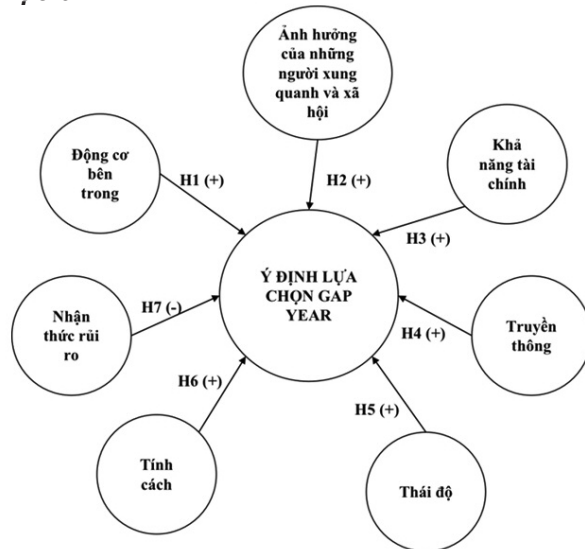 Ảnh hưởng
của những
người xung
quanh và xã
hội
Động cơ
bên
trong
Khả
năng tài
chính
H1 (+)
H2 (+)
H3 (+)
Ý ĐỊNH LỰA
CHỌN GAP
YEAR
Nhận
thức rủi
ro
H7 (-)
H4 (+)
Truyền
thông
H6 (+)
H5 (+)
Tính
cách
Thái độ